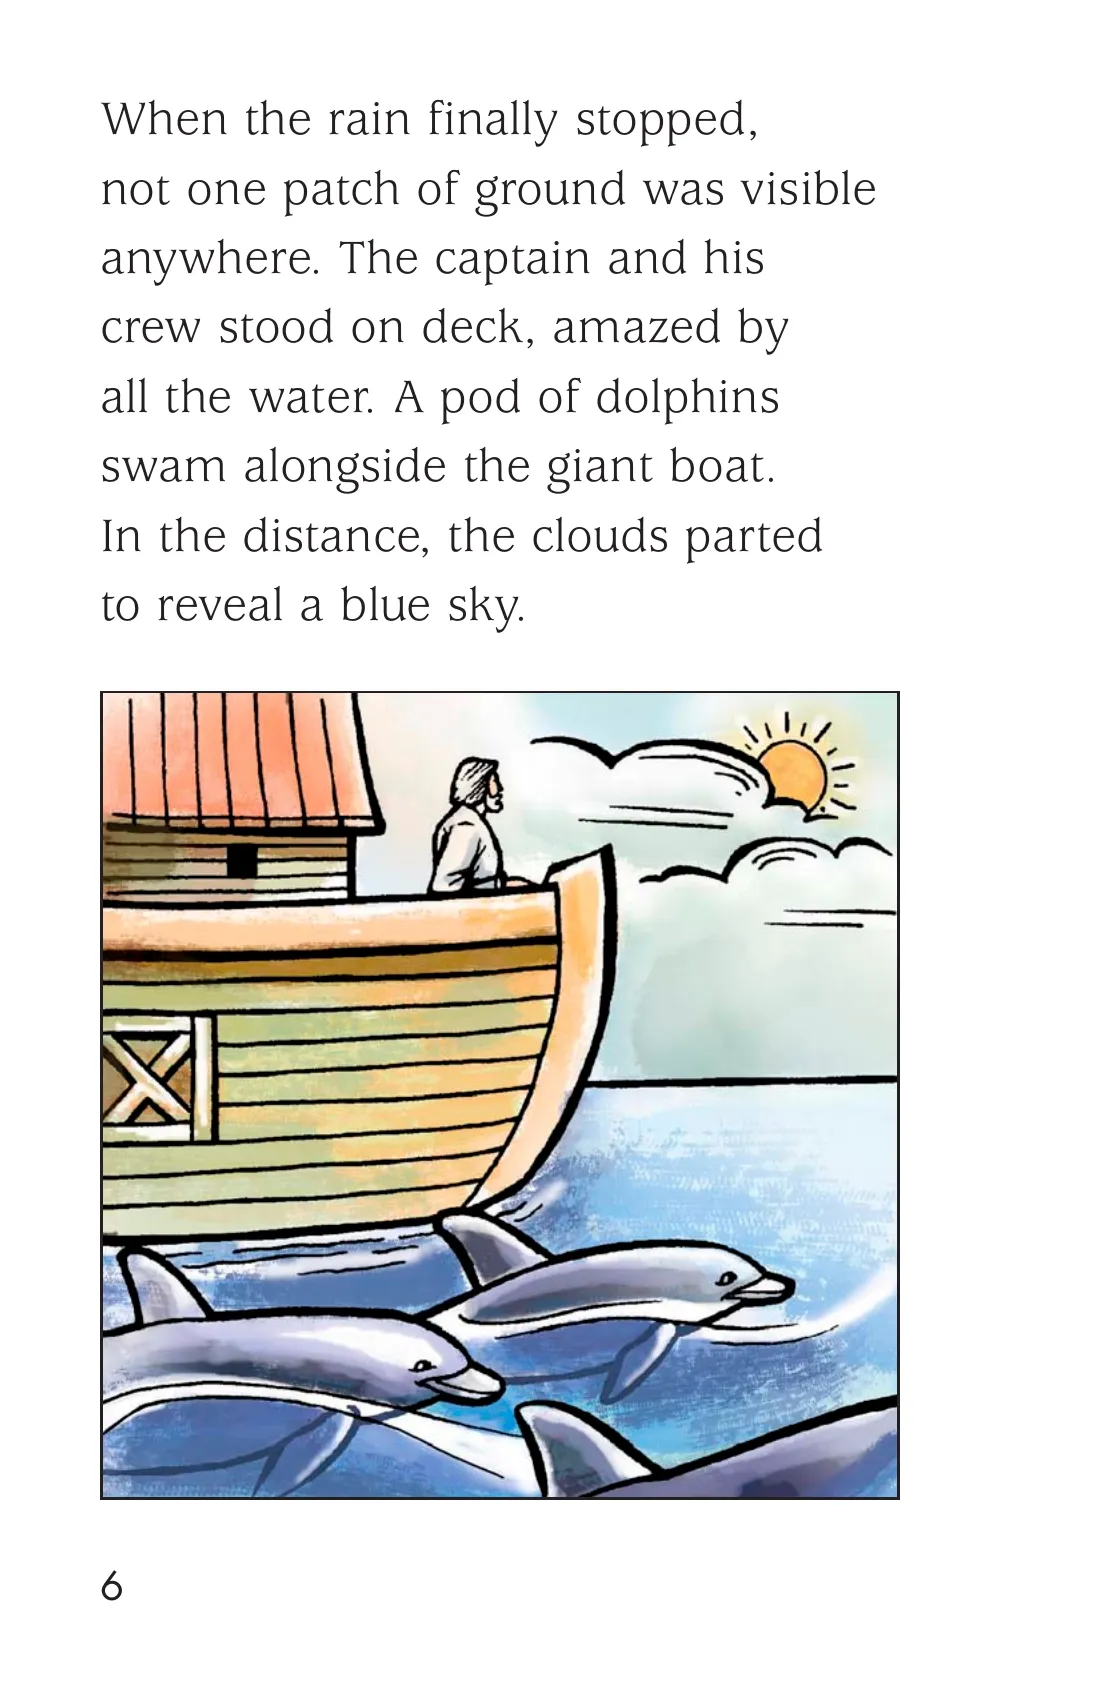 When the rain finally stopped,
not one patch of ground was visible
anywhere. The captain and his
crew stood on deck, amazed by
all the water. A pod of dolphins
swam alongside the giant boat.
In the distance, the clouds parted
to reveal a blue sky.
6